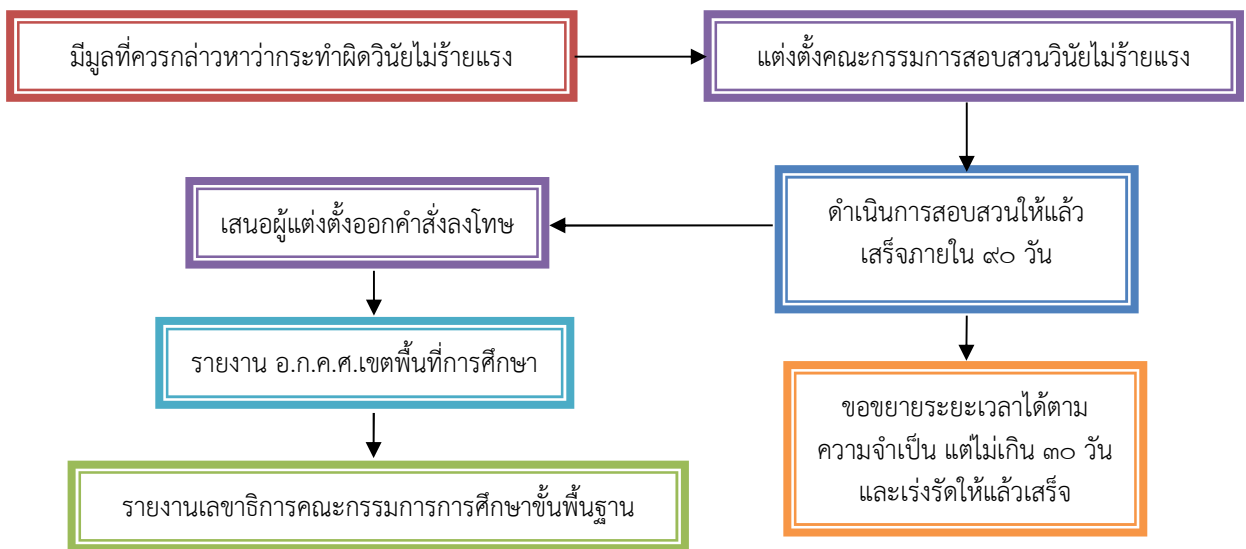 มีมูลที่ควรกล่าวหาว่ากระทำผิดวินัยไม่ร้ายแรง
แต่งตั้งคณะกรรมการสอบสวนวินัยไม่ร้ายแรง
ดำเนินการสอบสวนให้แล้ว
เสร็จภายใน ๙๐ วัน
เสนอผู้แต่งตั้งออกคำสั่งลงโทษ
รายงาน อ.ก.ค.ศ.เขตพื้นที่การศึกษา
รายงานเลขาธิการคณะกรรมการการศึกษาขั้นพื้นฐาน
ขอขยายระยะเวลาได้ตาม
ความจำเป็น แต่ไม่เกิน ๓๐ วัน
และเร่งรัดให้แล้วเสร็จ